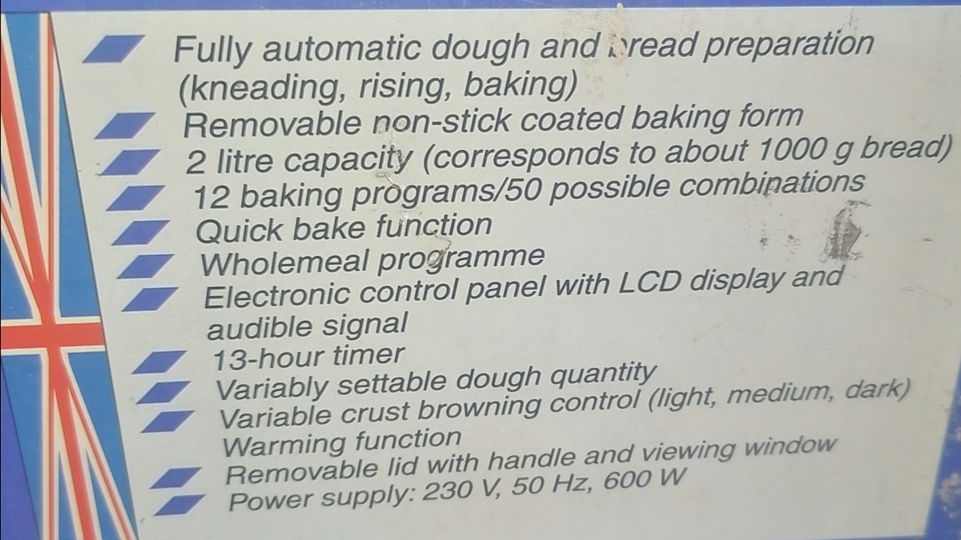 Fully automatic dough and bread preparation
(kneading, rising, baking)
Removable non-stick coated baking form
2 litre capacity (corresponds to about 1000 g bread)
12 baking programs/50 possible combinations
Quick bake function
Wholemeal programme
Electronic control panel with LCD display and
audible signal
13-hour timer
Variably settable dough quantity
Variable crust browning control (light, medium, dark)
Warming function
Removable lid with handle and viewing window
Power supply: 230 V, 50 Hz, 600 W